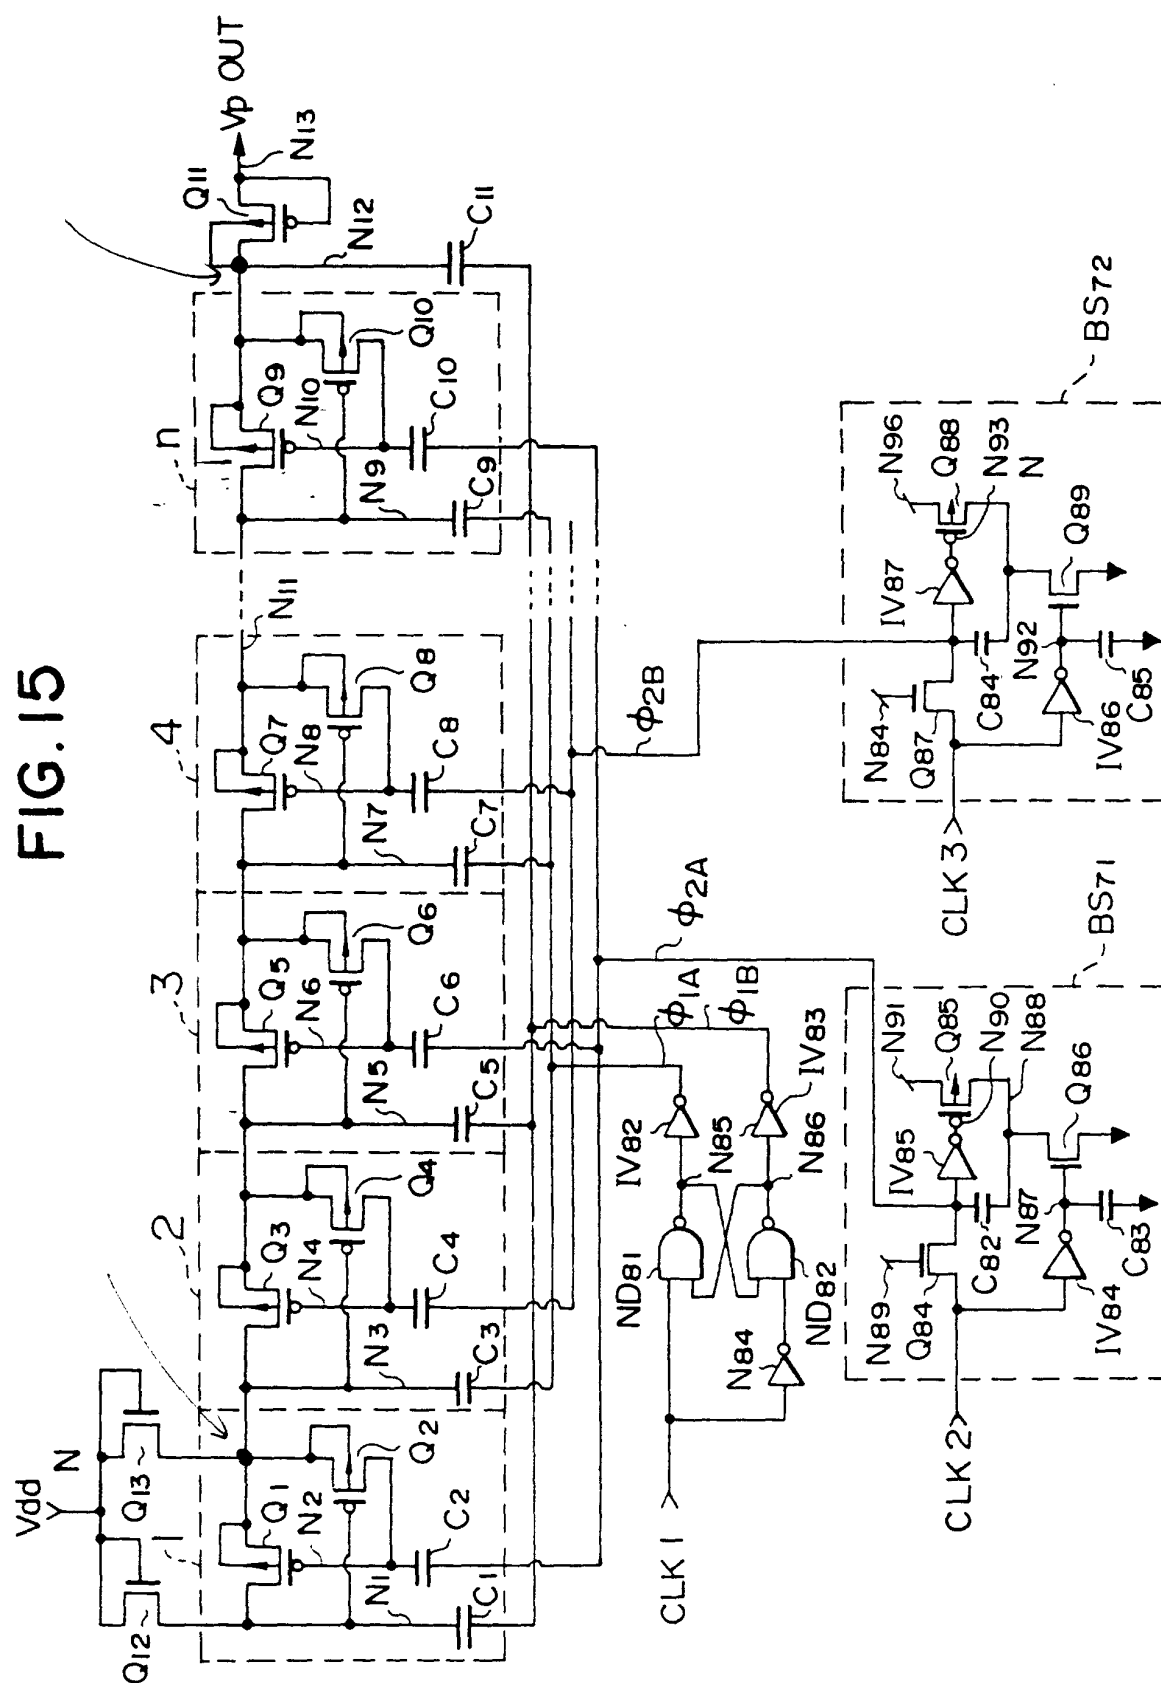 FIG. 15
Vdd
N
Q12
Q13
1
2
3
4
n
Q1
N2
Q2
N1
C1
C2
Q3
N4
Q4
N3
C3
C4
Q5
N6
Q6
N5
C5
C6
Q7
N8
Q8
N7
C7
C8
N11
Q9
N10
Q10
N9
C9
C10
Q11
N12
C11
N13
Vp OUT
CLK 1
N84
ND81
ND82
IV82
N85
N86
IV83
ϕ1A
ϕ1B
ϕ2A
ϕ2B
CLK 2
N89
Q84
C82
IV85
N91
Q85
N90
N88
N87
Q86
IV84
C83
BS71
CLK 3
N84
Q87
C84
IV87
N96
Q88
N93
N
N92
Q89
IV86
C85
BS72